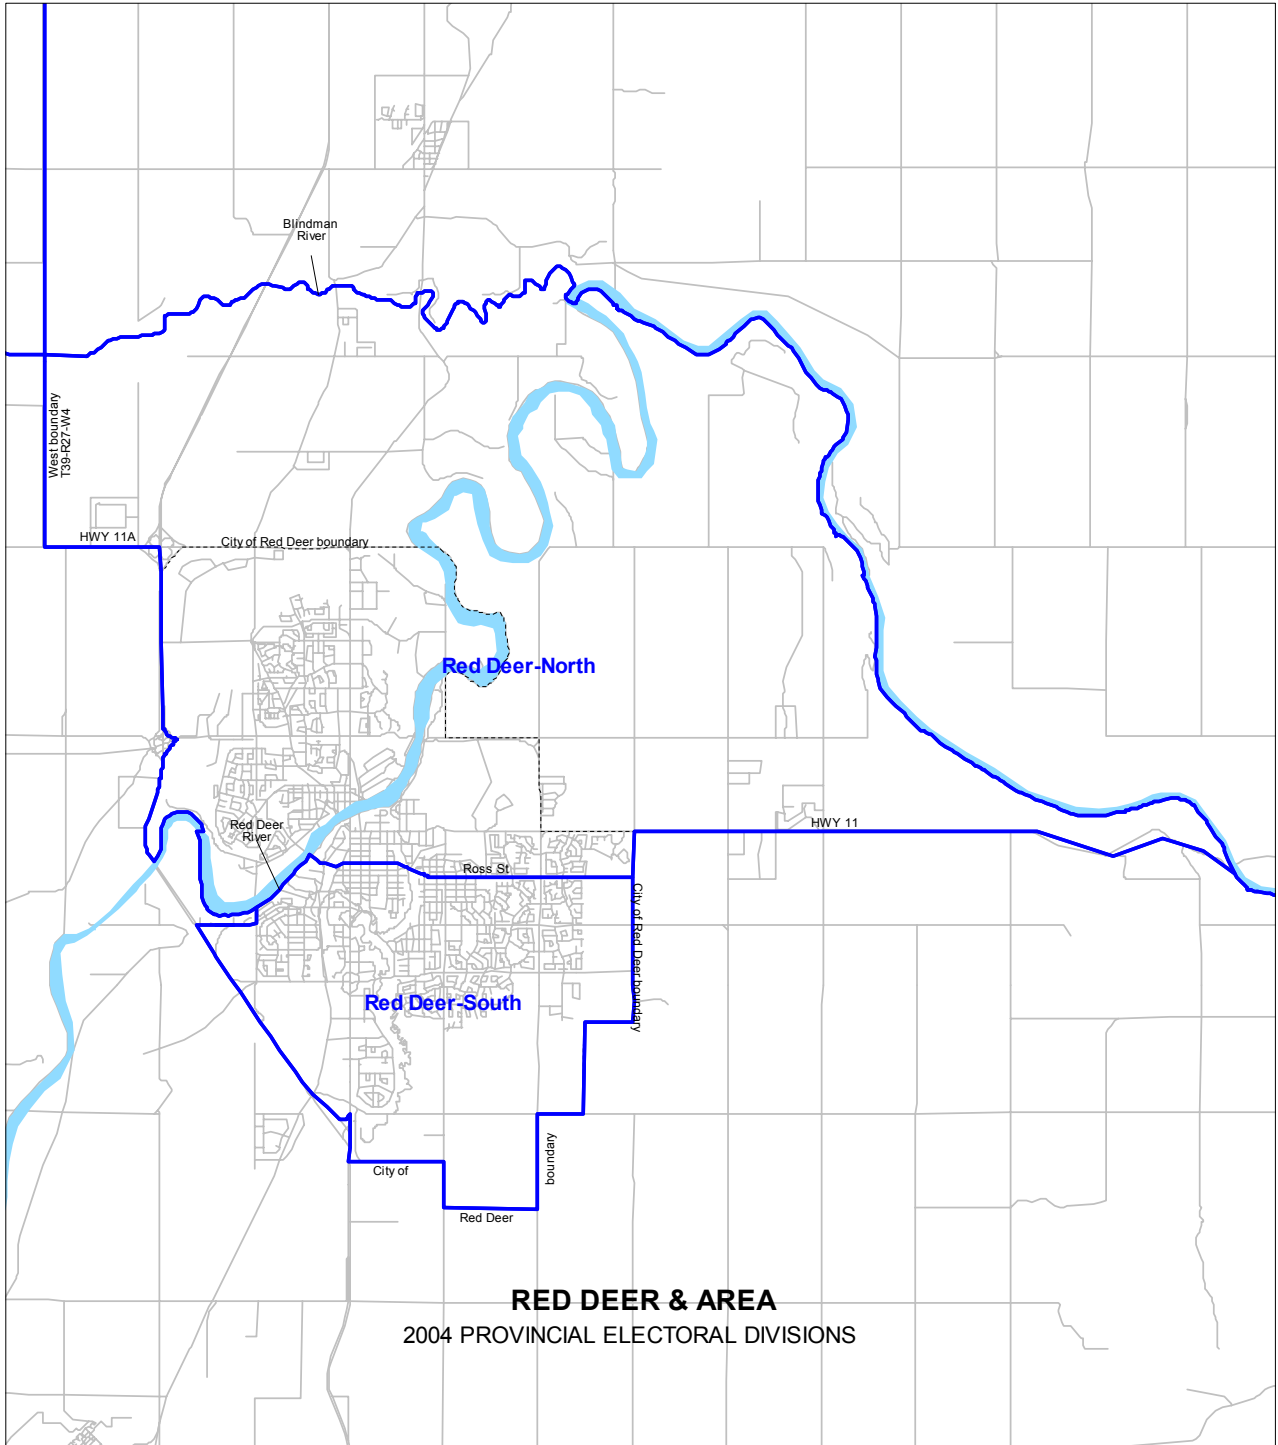 Blindman
River
West boundary
T39-R27-W4
HWY 11A
City of Red Deer boundary
Red Deer-North
Red Deer
River
HWY 11
Ross St
City of Red Deer boundary
Red Deer-South
boundary
City of
Red Deer
RED DEER & AREA
2004 PROVINCIAL ELECTORAL DIVISIONS